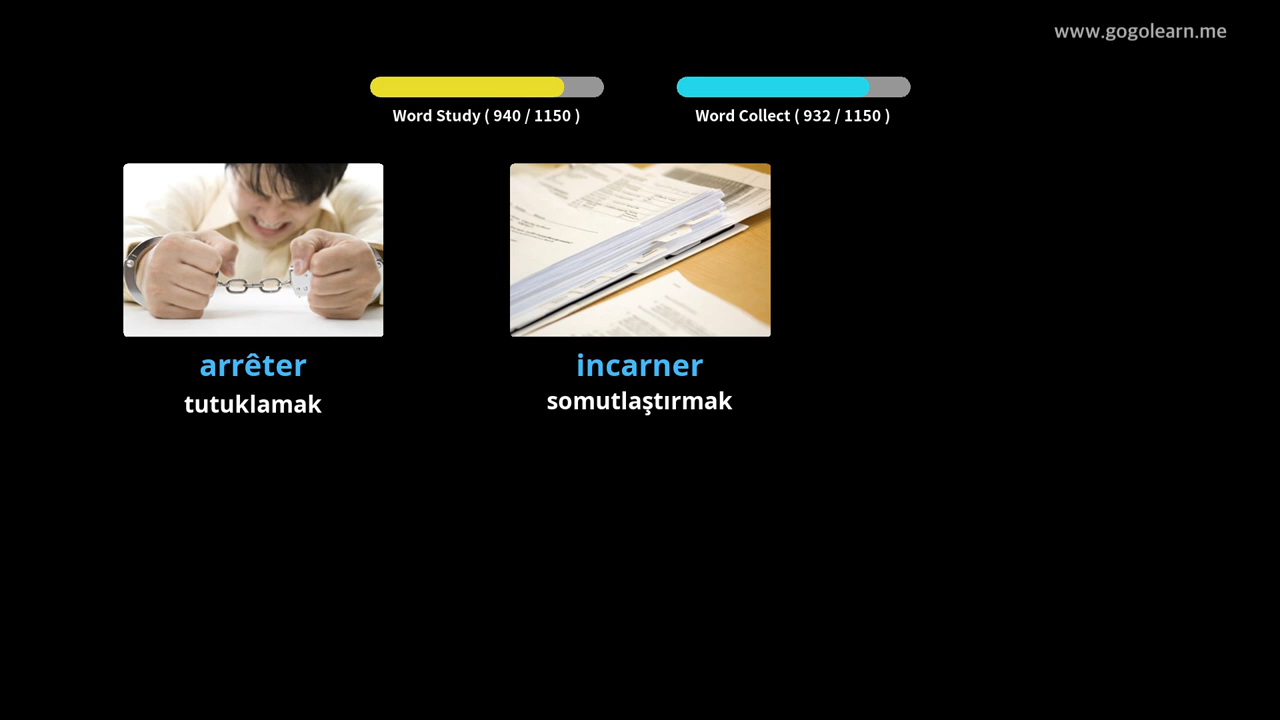 www.gogolearn.me
Word Study ( 940 / 1150 )
Word Collect ( 932 / 1150 )
arrêter
tutuklamak
incarner
somutlaştırmak